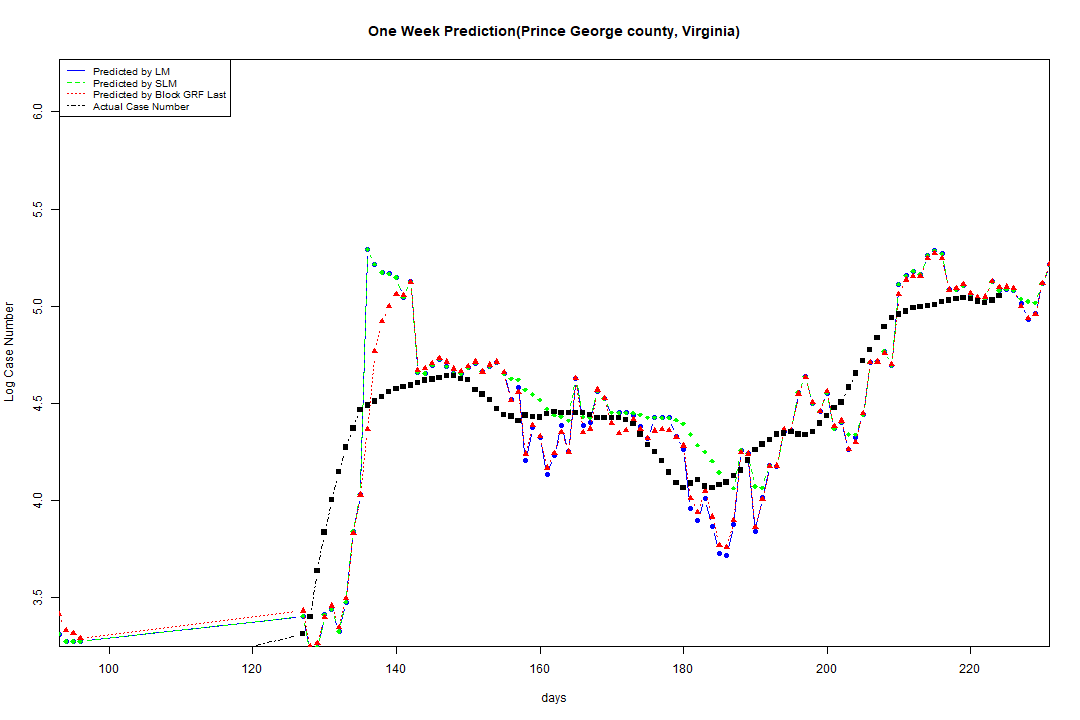 One Week Prediction(Prince George county, Virginia)
Predicted by LM
Predicted by SLM
Predicted by Block GRF Last
Actual Case Number
6.0
5.5
5.0
4.5
4.0
3.5
Log Case Number
100 120 140 160 180 200 220
days